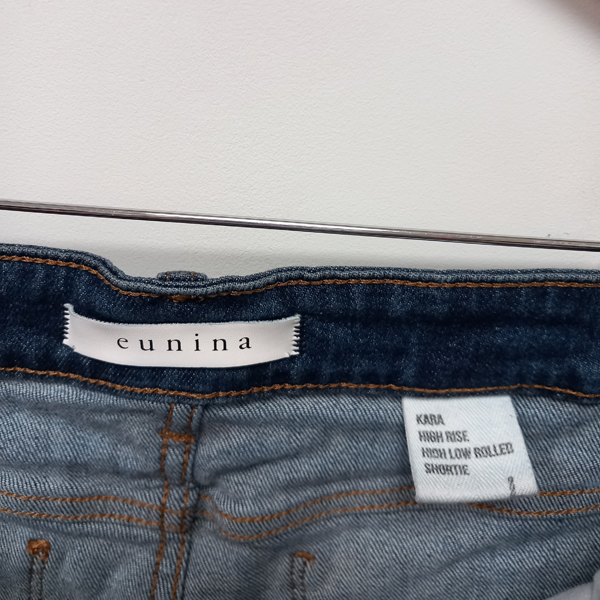 eunina
KARA
HIGH RISE
HIGH LOW ROLLED
SHORTIE